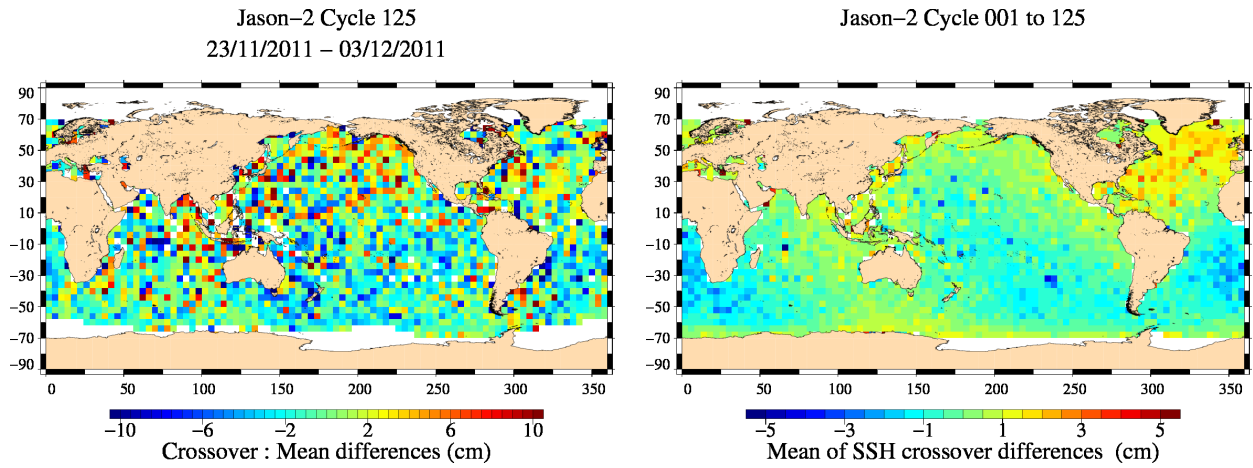 Jason−2 Cycle 125
23/11/2011 − 03/12/2011
90
70
50
30
10
−10
−30
−50
−70
−90
0 50 100 150 200 250 300 350
−10 −6 −2 2 6 10
Crossover : Mean differences (cm)
Jason−2 Cycle 001 to 125
90
70
50
30
10
−10
−30
−50
−70
−90
0 50 100 150 200 250 300 350
−5 −3 −1 1 3 5
Mean of SSH crossover differences (cm)